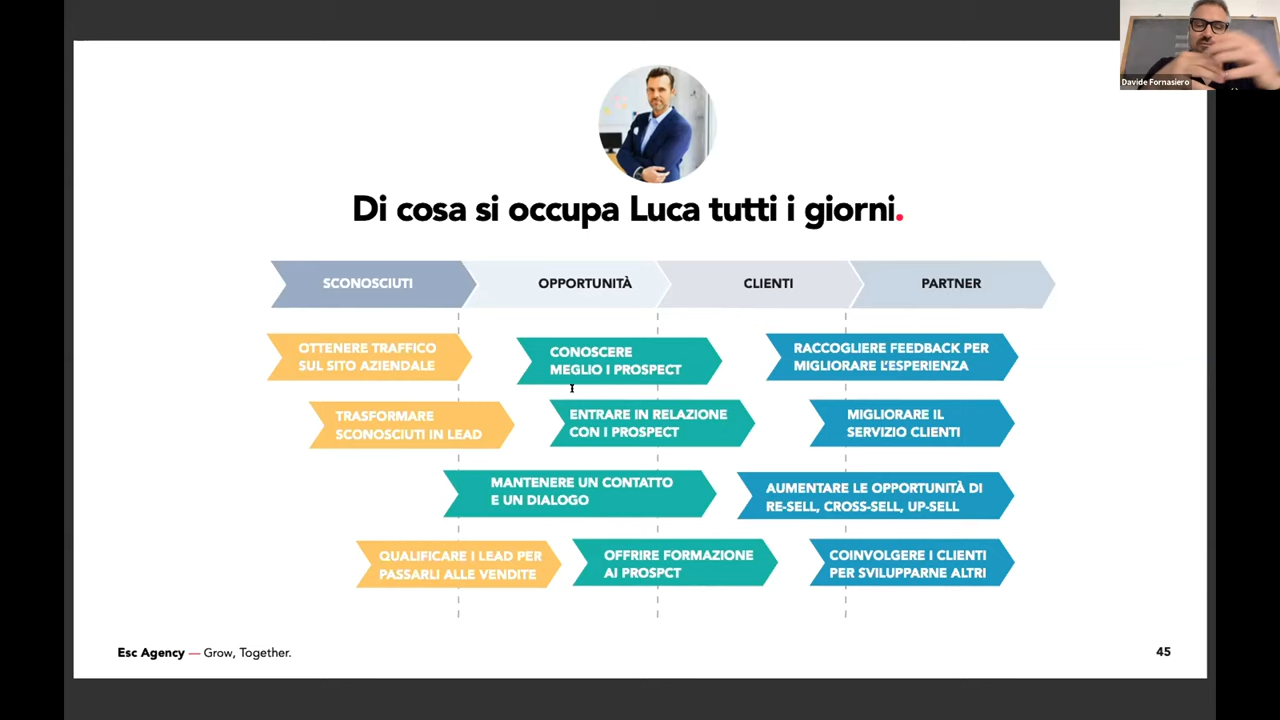 Davide Fornasiero
Di cosa si occupa Luca tutti i giorni.
SCONOSCIUTI
OPPORTUNITÀ
CLIENTI
PARTNER
OTTENERE TRAFFICO
SUL SITO AZIENDALE
CONOSCERE
MEGLIO I PROSPECT
RACCOGLIERE FEEDBACK PER
MIGLIORARE L'ESPERIENZA
TRASFORMARE
SCONOSCIUTI IN LEAD
ENTRARE IN RELAZIONE
CON I PROSPECT
MIGLIORARE IL
SERVIZIO CLIENTI
MANTENERE UN CONTATTO
E UN DIALOGO
AUMENTARE LE OPPORTUNITÀ DI
RE-SELL, CROSS-SELL, UP-SELL
QUALIFICARE I LEAD PER
PASSARLI ALLE VENDITE
OFFRIRE FORMAZIONE
AI PROSPCT
COINVOLGERE I CLIENTI
PER SVILUPPARNE ALTRI
Esc Agency — Grow, Together.
45